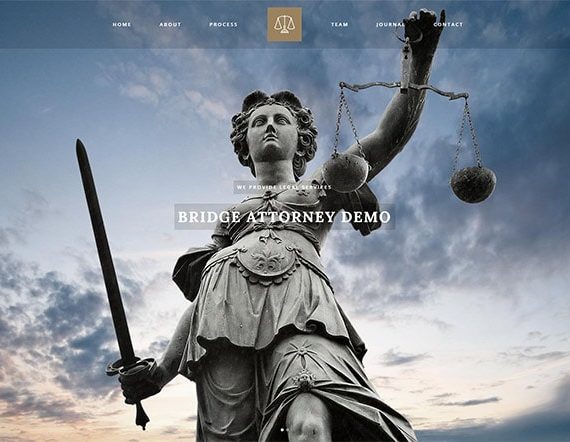 HOME ABOUT PROCESS TEAM JOURNAL CONTACT
WE PROVIDE LEGAL SERVICES
BRIDGE ATTORNEY DEMO